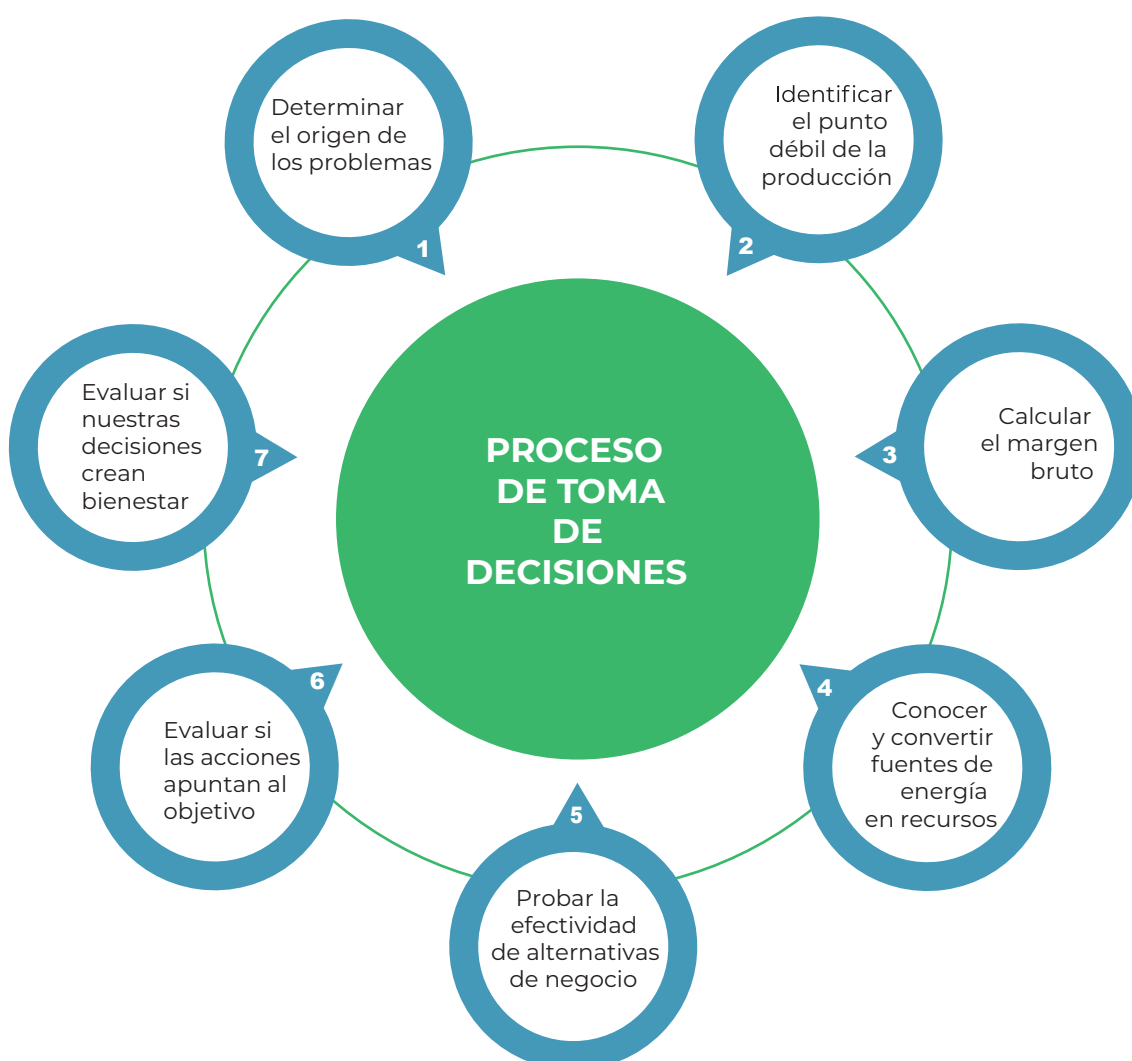 PROCESO
DE TOMA
DE
DECISIONES
1
Determinar
el origen de
los problemas
2
Identificar
el punto
débil de la
producción
3
Calcular
el margen
bruto
4
Conocer
y convertir
fuentes de
energía
en recursos
5
Probar la
efectividad
de alternativas
de negocio
6
Evaluar si
las acciones
apuntan al
objetivo
7
Evaluar si
nuestras
decisiones
crean
bienestar